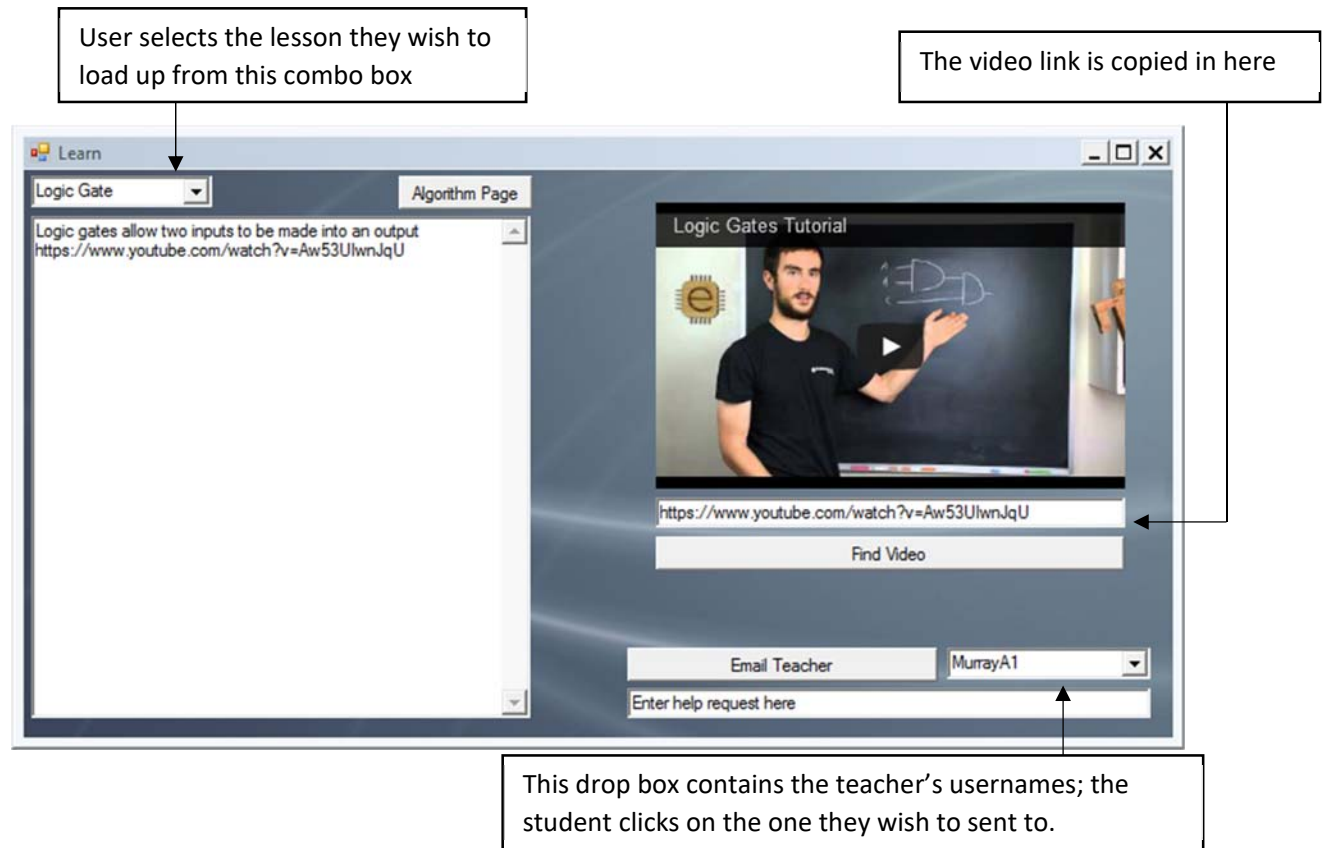 User selects the lesson they wish to
load up from this combo box
The video link is copied in here
Learn
Logic Gate
Algorithm Page
Logic gates allow two inputs to be made into an output
https://www.youtube.com/watch?v=Aw53UlwnJqU
Logic Gates Tutorial
e
https://www.youtube.com/watch?v=Aw53UlwnJqU
Find Video
Email Teacher
MurrayA1
Enter help request here
This drop box contains the teacher’s usernames; the
student clicks on the one they wish to sent to.